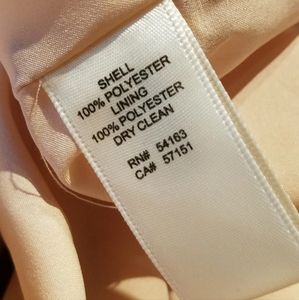 SHELL
100% POLYESTER
LINING
100% POLYESTER
DRY CLEAN
RN# 54163
CA# 57151